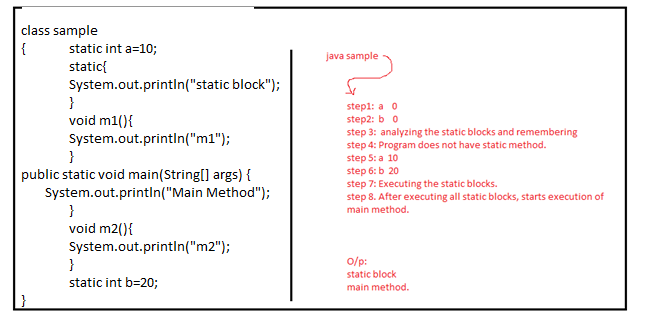 class sample
{ static int a=10;
static{
System.out.println("static block");
}
void m1(){
System.out.println("m1");
}
public static void main(String[] args) {
System.out.println("Main Method");
}
void m2(){
System.out.println("m2");
}
static int b=20;
}
java sample
step1: a 0
step2: b 0
step 3: analyzing the static blocks and remembering
step 4: Program does not have static method.
step 5: a 10
step 6: b 20
step 7: Executing the static blocks.
step 8. After executing all static blocks, starts execution of
main method.
O/p:
static block
main method.